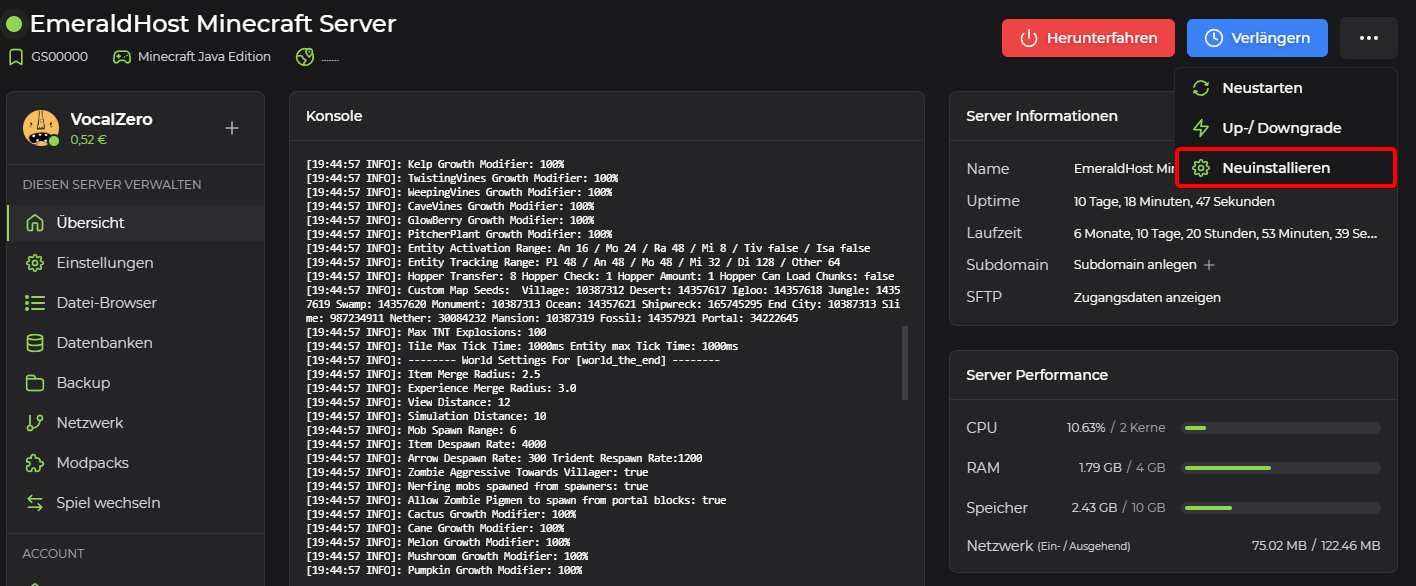 EmeraldHost Minecraft Server
GS00000
Minecraft Java Edition
.......
Herunterfahren
Verlängern
Neustarten
Up-/ Downgrade
Neuinstallieren
VocalZero
0,52 €
DIESEN SERVER VERWALTEN
Übersicht
Einstellungen
Datei-Browser
Datenbanken
Backup
Netzwerk
Modpacks
Spiel wechseln
ACCOUNT
Konsole
[19:44:57 INFO]: Kelp Growth Modifier: 100%
[19:44:57 INFO]: TwistingVines Growth Modifier: 100%
[19:44:57 INFO]: WeepingVines Growth Modifier: 100%
[19:44:57 INFO]: CaveVines Growth Modifier: 100%
[19:44:57 INFO]: GlowBerry Growth Modifier: 100%
[19:44:57 INFO]: PitcherPlant Growth Modifier: 100%
[19:44:57 INFO]: Entity Activation Range: An 16 / Mo 24 / Ra 48 / Mi 8 / Tiv false / Isa false
[19:44:57 INFO]: Entity Tracking Range: Pl 48 / An 48 / Mo 48 / Mi 32 / Di 128 / Other 64
[19:44:57 INFO]: Hopper Transfer: 8 Hopper Check: 1 Hopper Amount: 1 Hopper Can Load Chunks: false
[19:44:57 INFO]: Custom Map Seeds:  Village: 10387312 Desert: 14357617 Igloo: 14357618 Jungle: 1435
7619 Swamp: 14357620 Monument: 10387313 Ocean: 14357621 Shipwreck: 165745295 End City: 10387313 Sli
me: 987234911 Nether: 30084232 Mansion: 10387319 Fossil: 14357921 Portal: 34222645
[19:44:57 INFO]: Max TNT Explosions: 100
[19:44:57 INFO]: Tile Max Tick Time: 1000ms Entity max Tick Time: 1000ms
[19:44:57 INFO]: -------- World Settings For [world_the_end] --------
[19:44:57 INFO]: Item Merge Radius: 2.5
[19:44:57 INFO]: Experience Merge Radius: 3.0
[19:44:57 INFO]: View Distance: 12
[19:44:57 INFO]: Simulation Distance: 10
[19:44:57 INFO]: Mob Spawn Range: 6
[19:44:57 INFO]: Item Despawn Rate: 4000
[19:44:57 INFO]: Arrow Despawn Rate: 300 Trident Respawn Rate:1200
[19:44:57 INFO]: Zombie Aggressive Towards Villager: true
[19:44:57 INFO]: Nerfing mobs spawned from spawners: true
[19:44:57 INFO]: Allow Zombie Pigmen to spawn from portal blocks: true
[19:44:57 INFO]: Cactus Growth Modifier: 100%
[19:44:57 INFO]: Cane Growth Modifier: 100%
[19:44:57 INFO]: Melon Growth Modifier: 100%
[19:44:57 INFO]: Mushroom Growth Modifier: 100%
[19:44:57 INFO]: Pumpkin Growth Modifier: 100%
Server Informationen
Name EmeraldHost Min
Uptime 10 Tage, 18 Minuten, 47 Sekunden
Laufzeit 6 Monate, 10 Tage, 20 Stunden, 53 Minuten, 39 Se...
Subdomain Subdomain anlegen +
SFTP Zugangsdaten anzeigen
Server Performance
CPU 10.63% / 2 Kerne
RAM 1.79 GB / 4 GB
Speicher 2.43 GB / 10 GB
Netzwerk (Ein- / Ausgehend) 75.02 MB / 122.46 MB